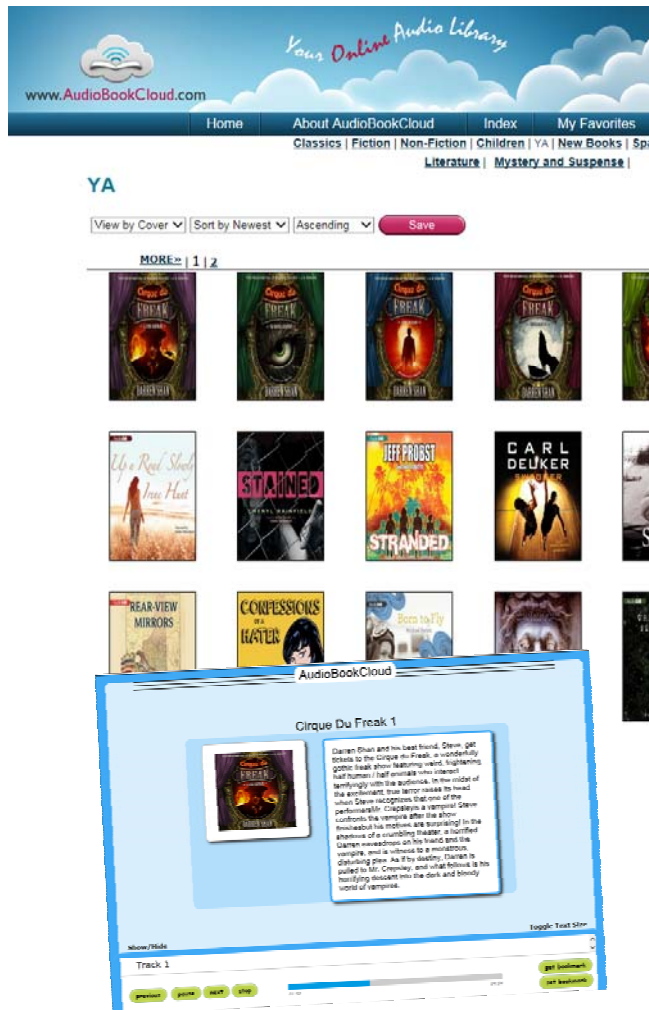 Your Online Audio Library
www.AudioBookCloud.com
Home About AudioBookCloud Index My Favorites
Classics | Fiction | Non-Fiction | Children | YA | New Books | Spa
Literature | Mystery and Suspense |
YA
View by Cover Sort by Newest Ascending Save
MORE» | 1 | 2
Cirque du FREAK DARREN SHAN
Cirque du FREAK DARREN SHAN
Cirque du FREAK DARREN SHAN
Cirque du FREAK DARREN SHAN
Up a Road Slowly
Irene Hunt
STAINED
CHERYL RAINFIELD
JEFF PROBST
STRANDED
CARL DEUKER
SWAGGER
REAR-VIEW MIRRORS
CONFESSIONS OF A HATER
Born to Fly
AudioBookCloud
Cirque Du Freak 1
Cirque du FREAK
Darren Shan and his best friend, Steve, get
tickets to the Cirque du Freak, a wonderfully
gothic freak show featuring weird, frightening
half human / half animals who interact
terrifyingly with the audience. In the midst of
the excitement, true terror raises its head
when Steve recognizes that one of the
performersMr. Crepsleyis a vampire! Steve
confronts the vampire after the show
finishesbut his motives are surprising! In the
shadows of a crumbling theater, a horrified
Darren eavesdrops on his friend and the
vampire, and is witness to a monstrous,
disturbing plea. As if by destiny, Darren is
pulled to Mr. Crepsley, and what follows is his
horrifying descent into the dark and bloody
world of vampires.
Show/Hide Toggle Text Size
Track 1
previous pause next stop
get bookmark
set bookmark